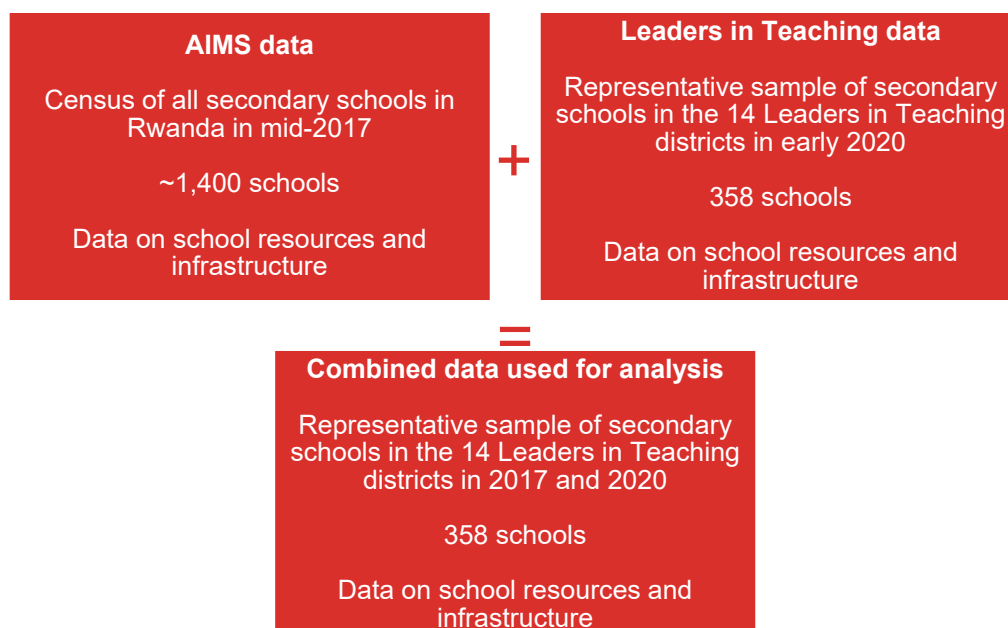 AIMS data
Census of all secondary schools in
Rwanda in mid-2017
~1,400 schools
Data on school resources and
infrastructure
+
Leaders in Teaching data
Representative sample of secondary
schools in the 14 Leaders in Teaching
districts in early 2020
358 schools
Data on school resources and
infrastructure
=
Combined data used for analysis
Representative sample of secondary
schools in the 14 Leaders in Teaching
districts in 2017 and 2020
358 schools
Data on school resources and
infrastructure